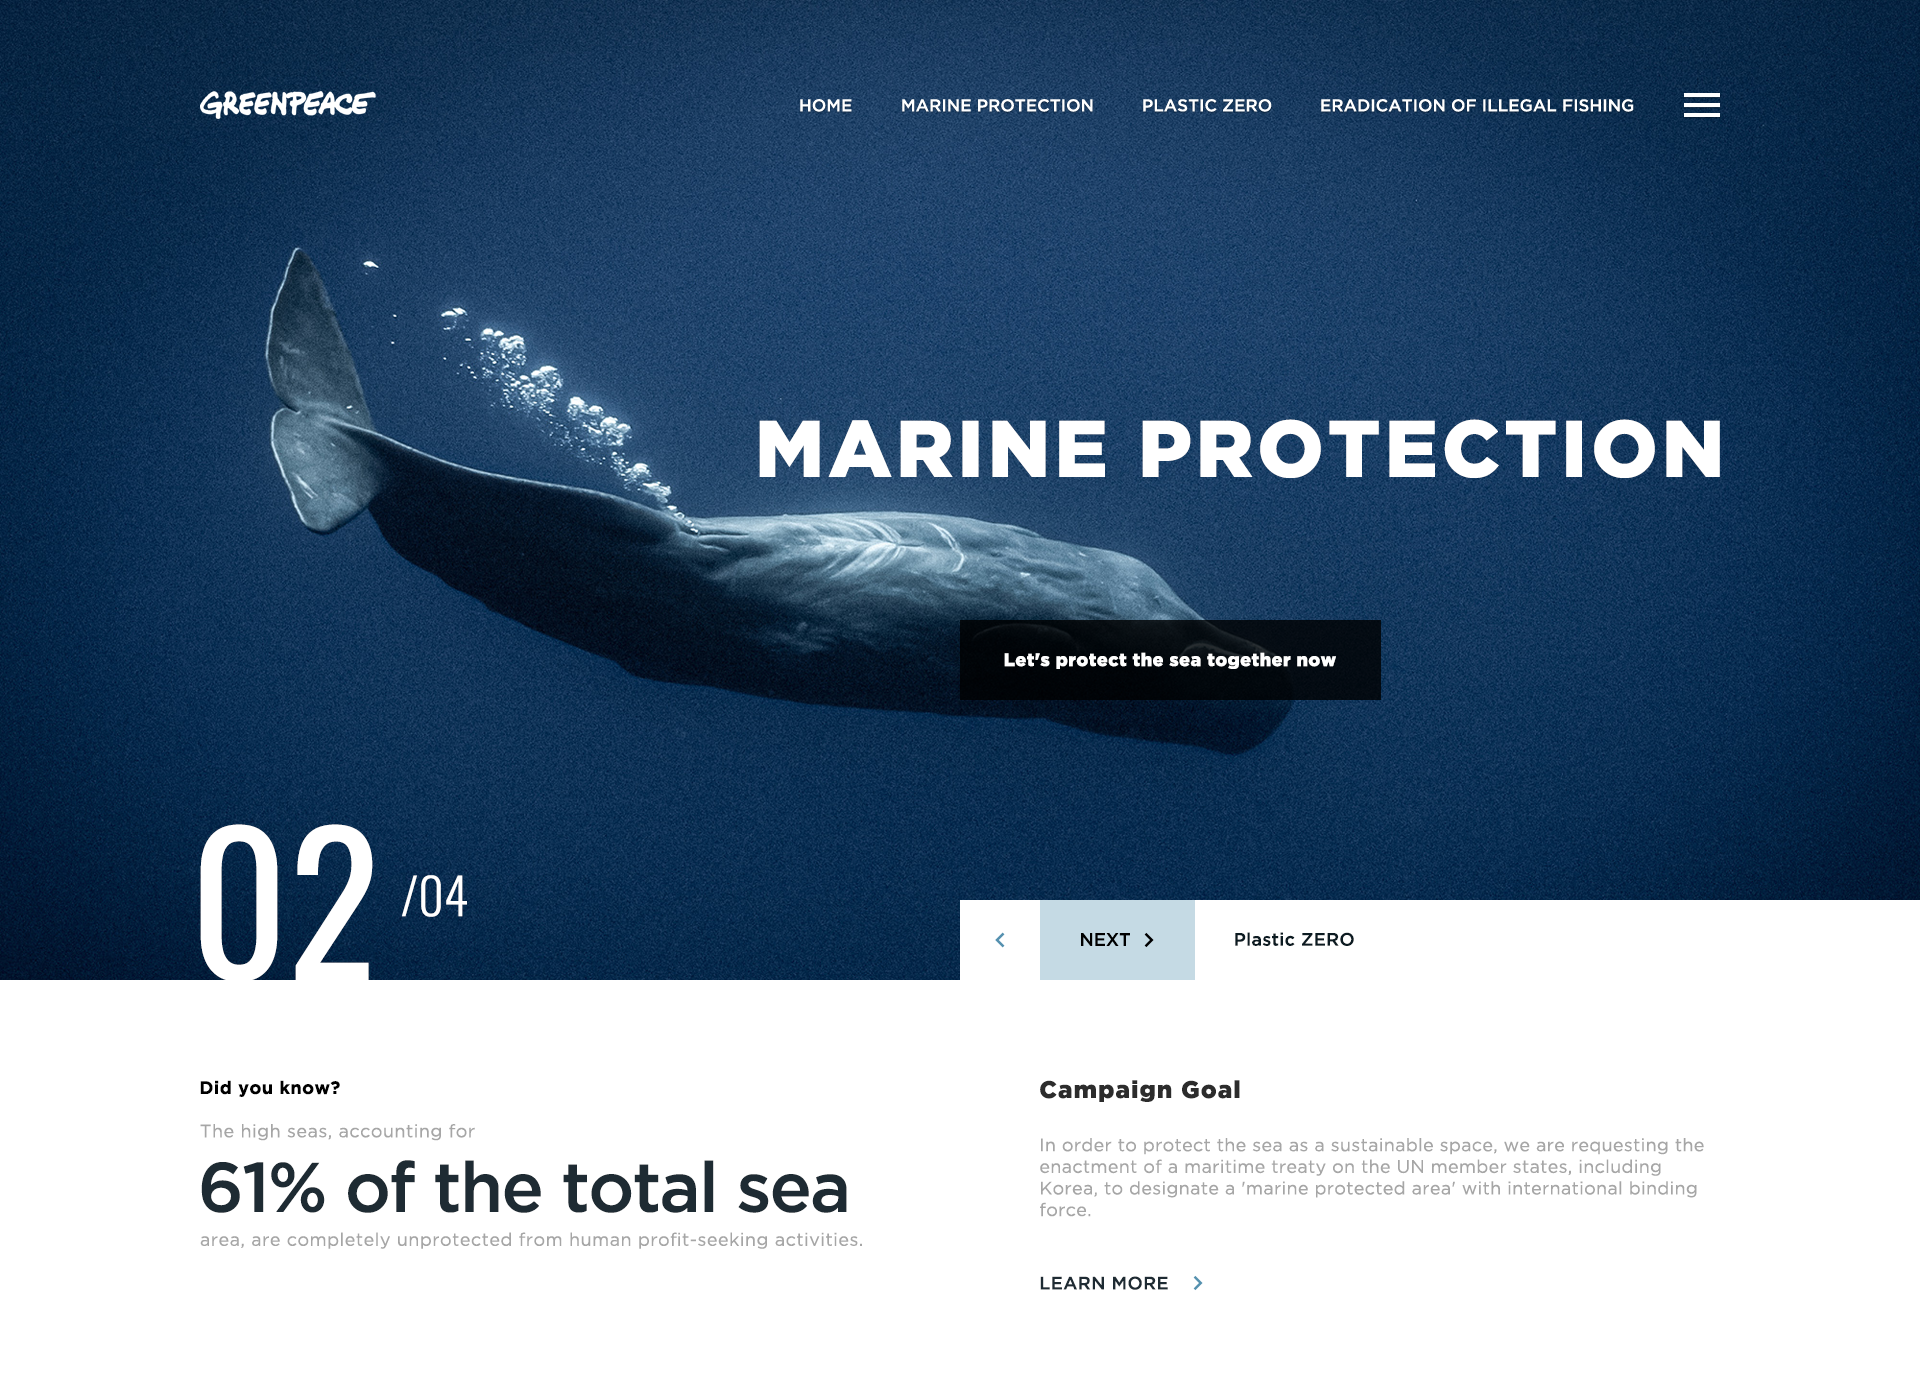 GREENPEACE
HOME
MARINE PROTECTION
PLASTIC ZERO
ERADICATION OF ILLEGAL FISHING
MARINE PROTECTION
Let's protect the sea together now
02 /04
NEXT
Plastic ZERO
Did you know?
The high seas, accounting for
61% of the total sea
area, are completely unprotected from human profit-seeking activities.
Campaign Goal
In order to protect the sea as a sustainable space, we are requesting the
enactment of a maritime treaty on the UN member states, including
Korea, to designate a 'marine protected area' with international binding
force.
LEARN MORE